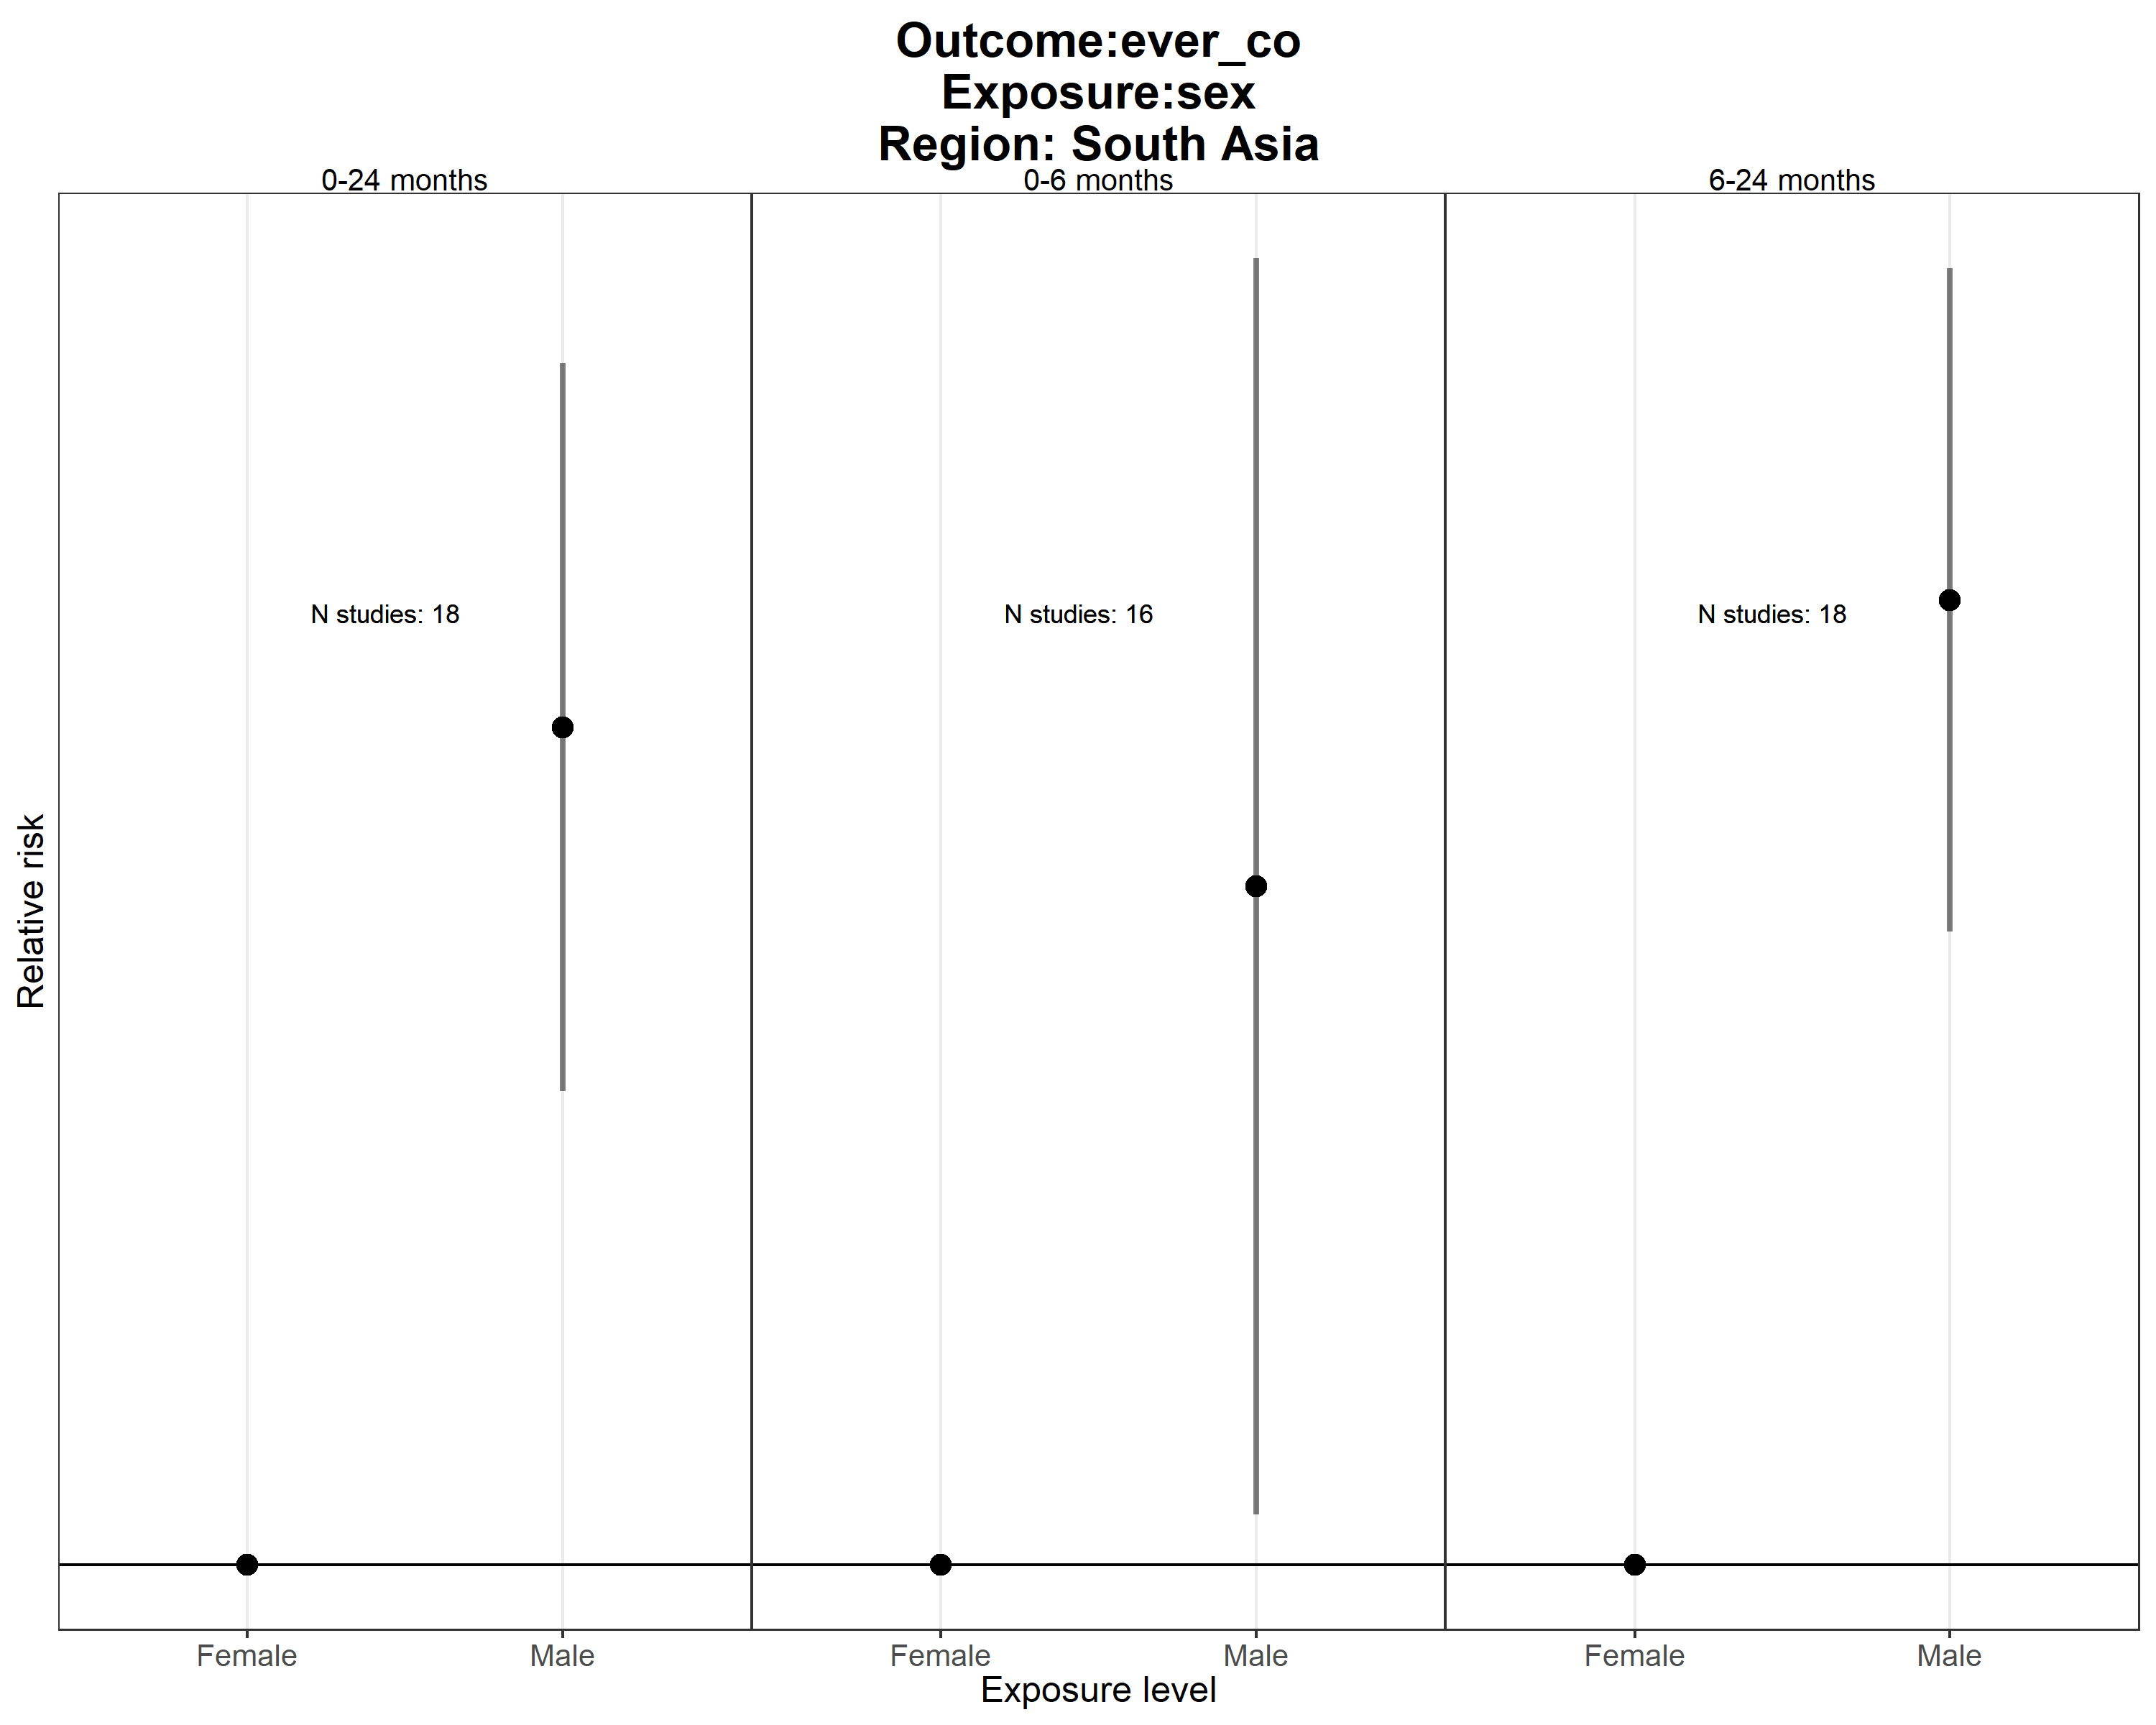 Outcome:ever_co
Exposure:sex
Region: South Asia
0-24 months
0-6 months
6-24 months
N studies: 18
N studies: 16
N studies: 18
Relative risk
Female
Male
Female
Male
Female
Male
Exposure level